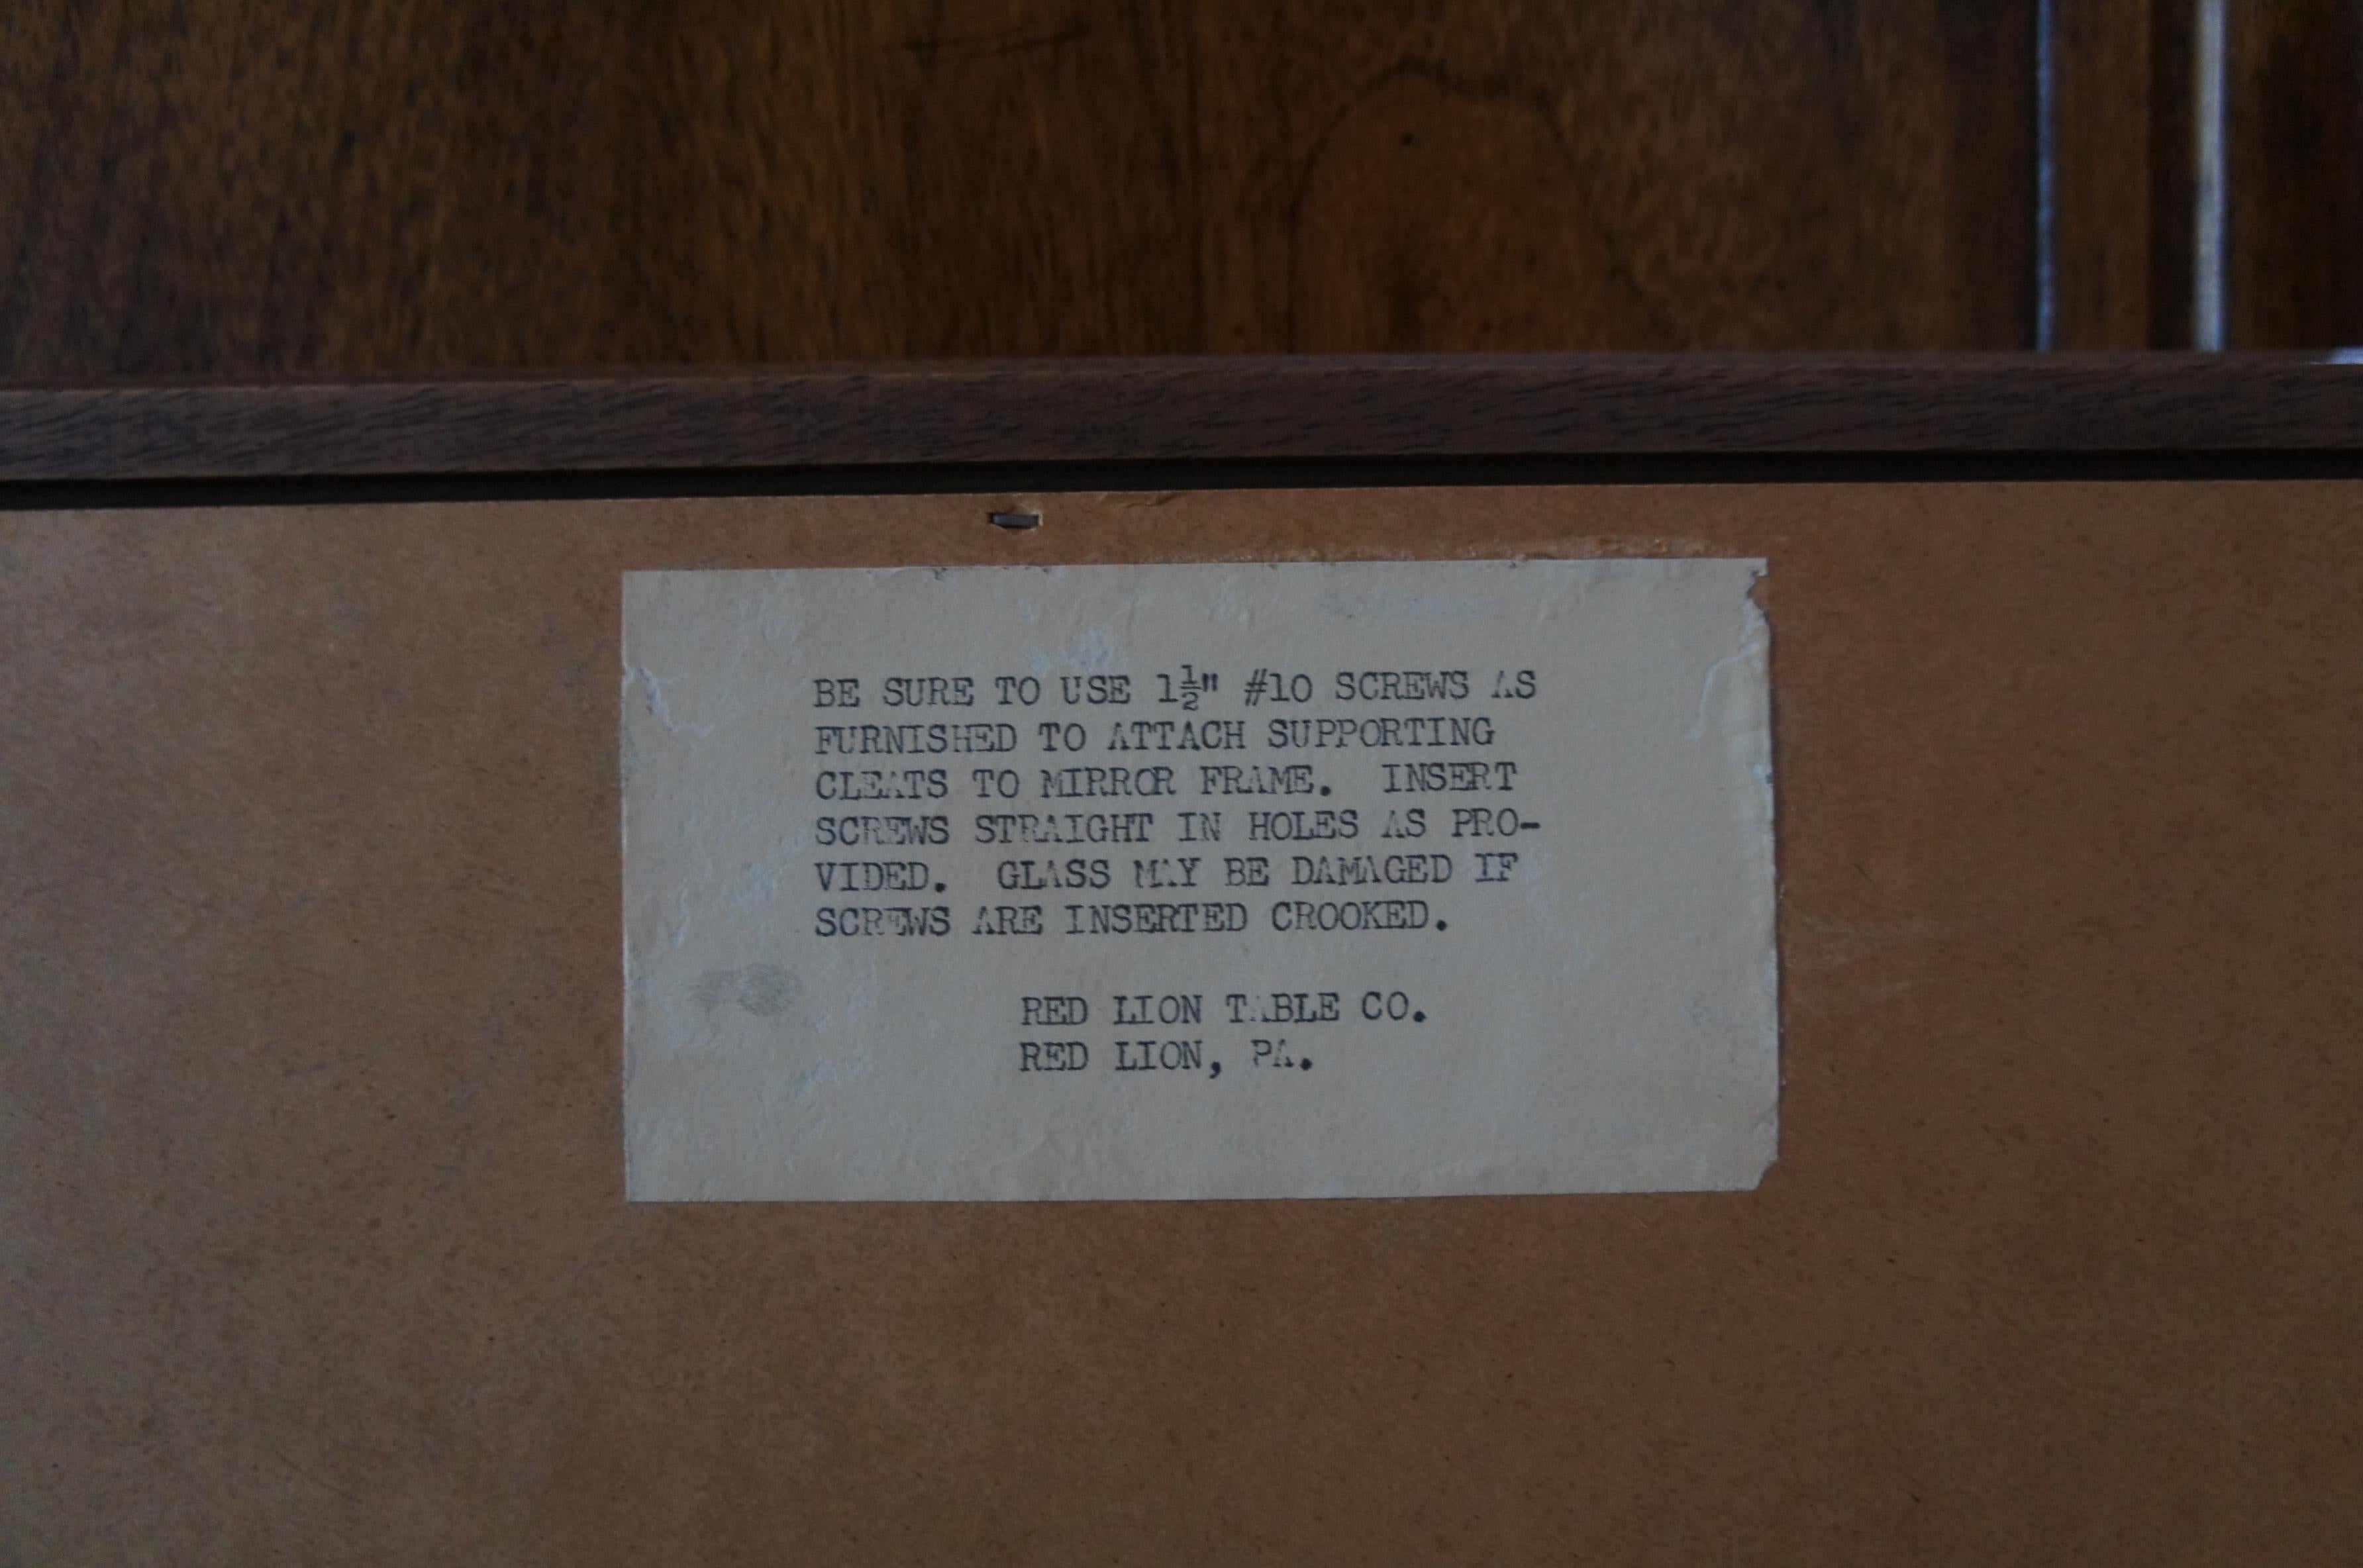 BE SURE TO USE 1½" #10 SCREWS AS
FURNISHED TO ATTACH SUPPORTING
CLEATS TO MIRROR FRAME. INSERT
SCREWS STRAIGHT IN HOLES AS PRO-
VIDED. GLASS MAY BE DAMAGED IF
SCREWS ARE INSERTED CROOKED.
RED LION TABLE CO.
RED LION, PA.